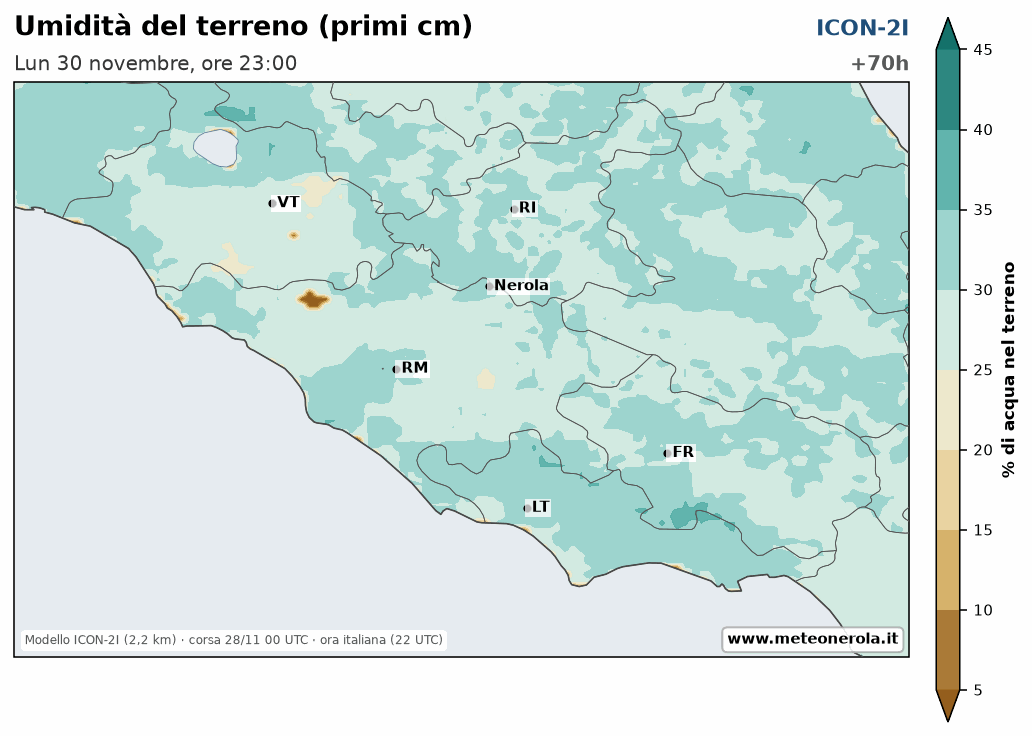 Umidità del terreno (primi cm)
ICON-2I
Lun 30 novembre, ore 23:00
+70h
45
40
35
30
25
20
15
10
5
% di acqua nel terreno
VT
RI
Nerola
RM
FR
LT
Modello ICON-2I (2,2 km) · corsa 28/11 00 UTC · ora italiana (22 UTC)
www.meteonerola.it